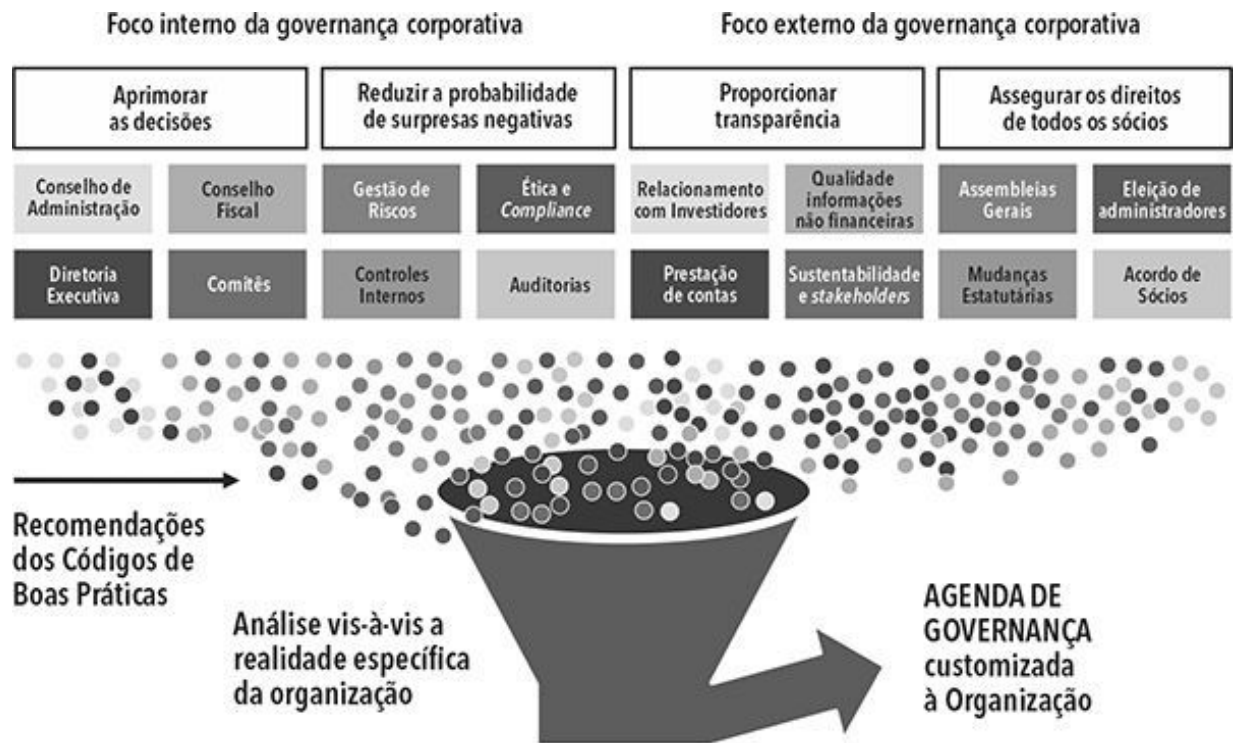 Foco interno da governança corporativa
Foco externo da governança corporativa
Aprimorar
as decisões
Reduzir a probabilidade
de surpresas negativas
Proporcionar
transparência
Assegurar os direitos
de todos os sócios
Conselho de
Administração
Conselho
Fiscal
Gestão de
Riscos
Ética e
Compliance
Relacionamento
com Investidores
Qualidade
informações
não financeiras
Assembleias
Gerais
Eleição de
administradores
Diretoria
Executiva
Comitês
Controles
Internos
Auditorias
Prestação
de contas
Sustentabilidade
e stakeholders
Mudanças
Estatutárias
Acordo de
Sócios
Recomendações
dos Códigos de
Boas Práticas
Análise vis-à-vis a
realidade específica
da organização
AGENDA DE
GOVERNANÇA
customizada
à Organização